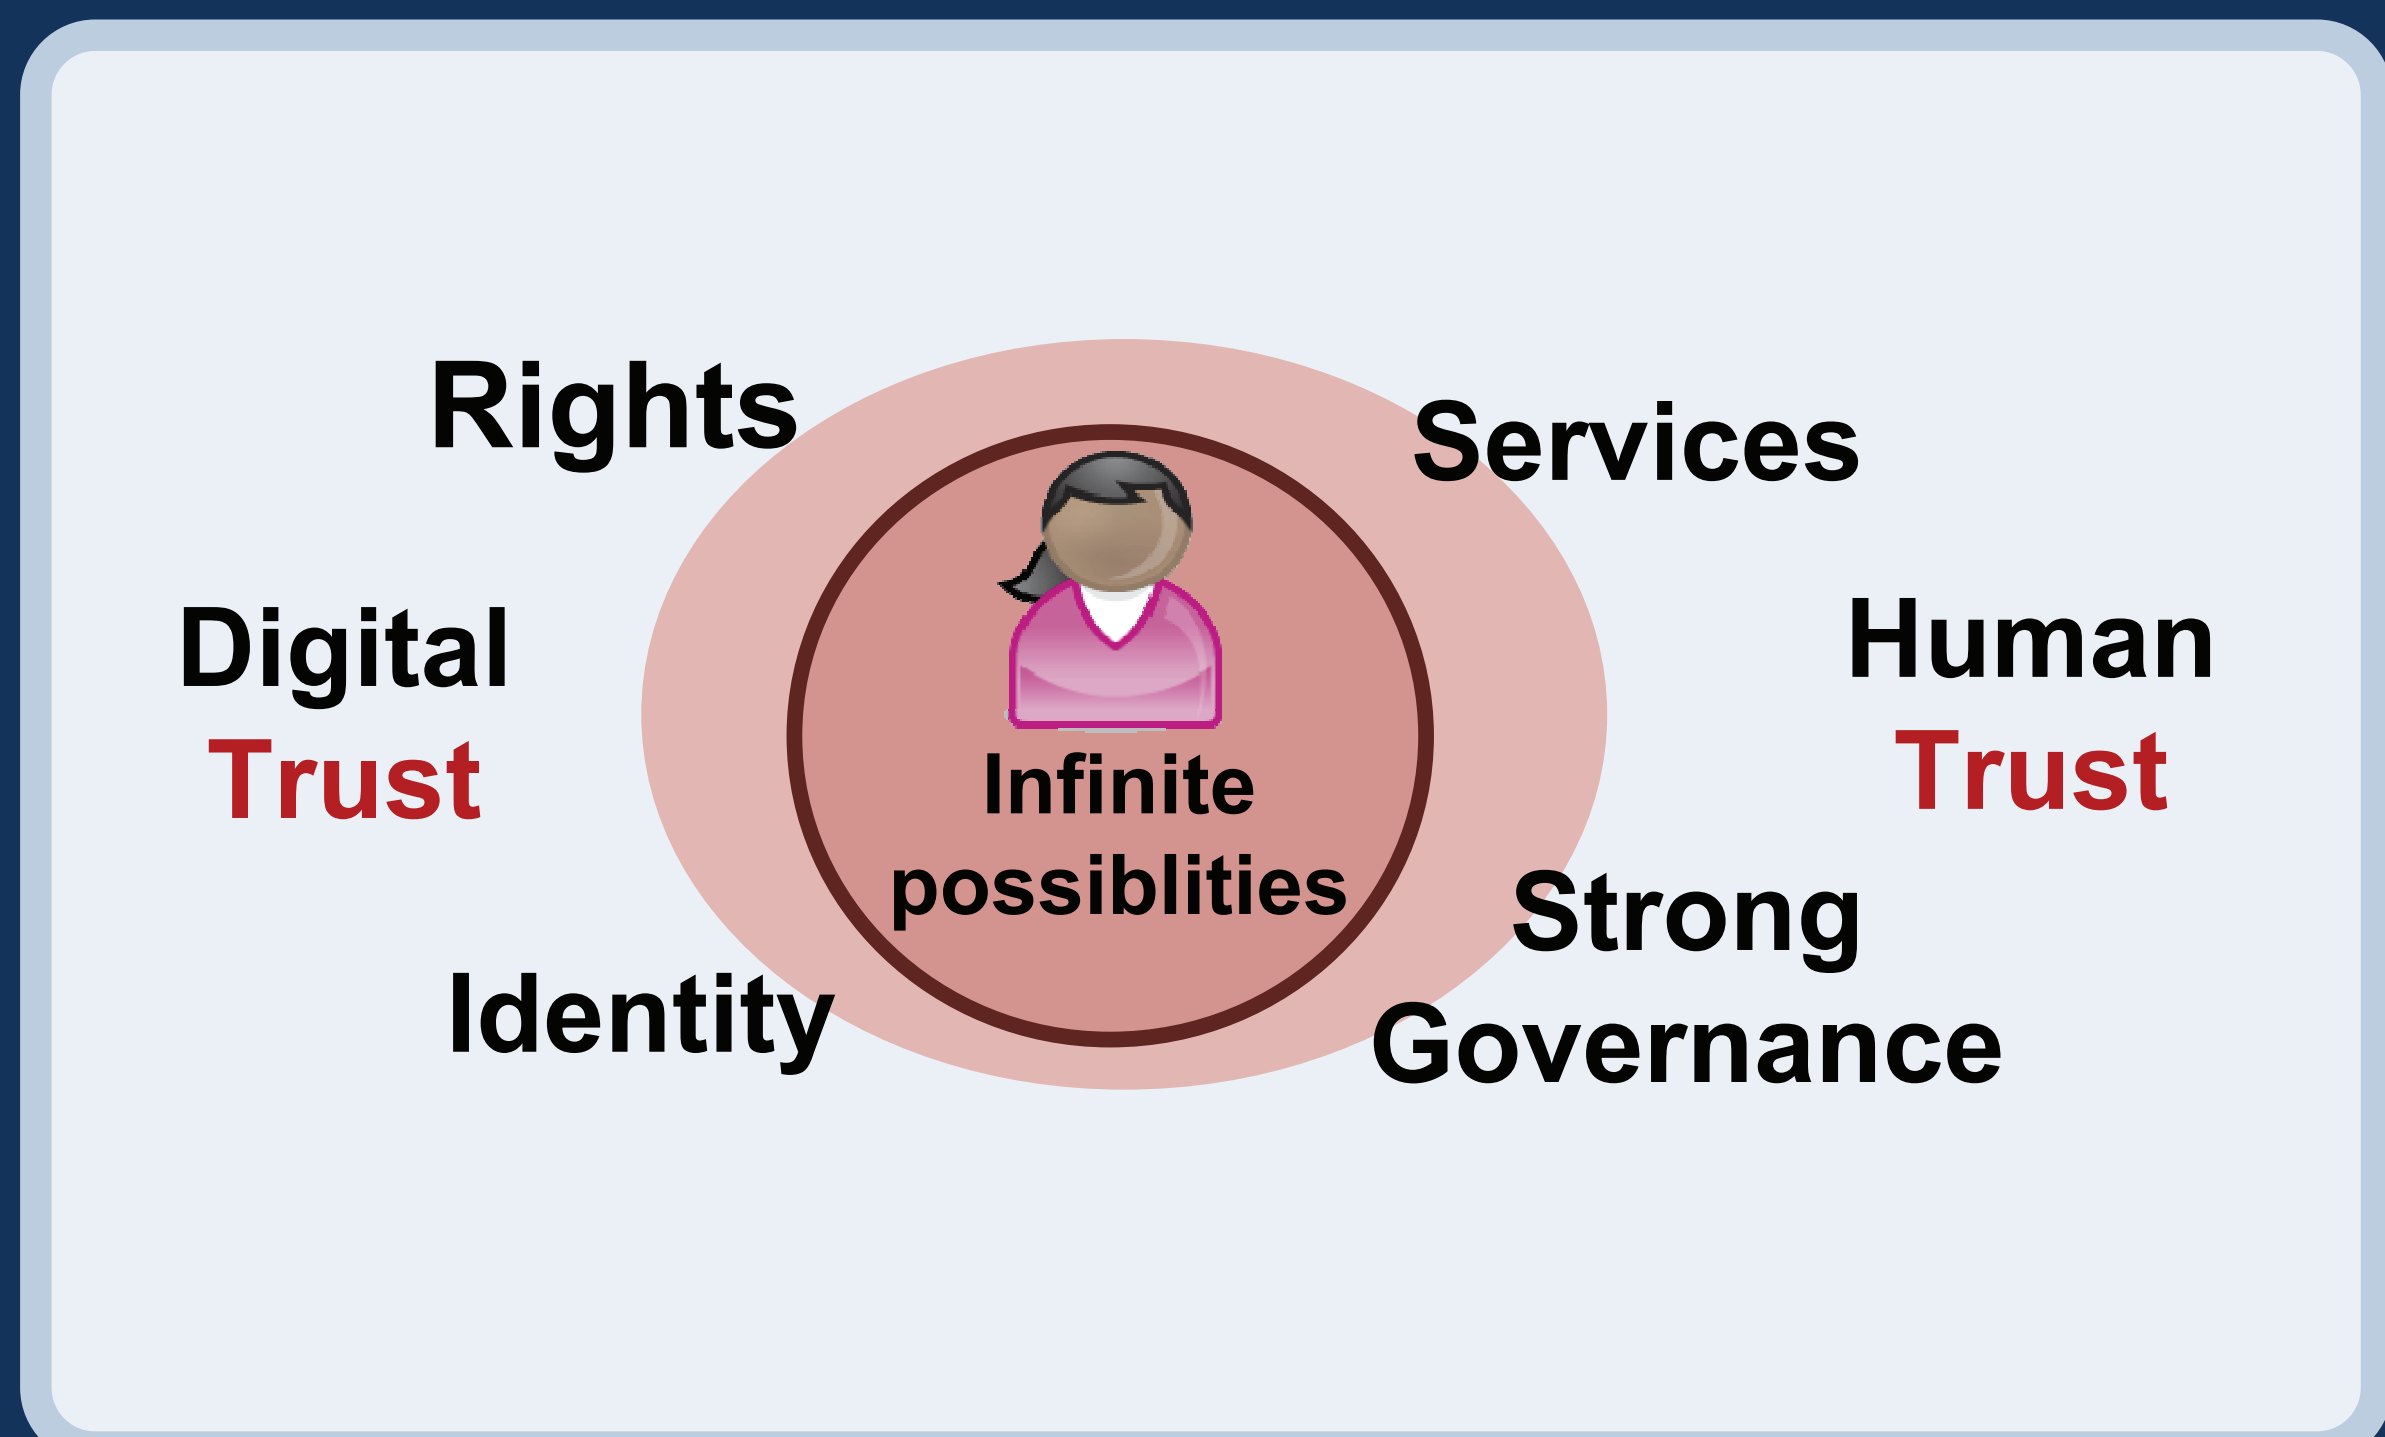 Rights
Services
Digital
Trust
Human
Trust
Infinite
possiblities
Identity
Strong
Governance